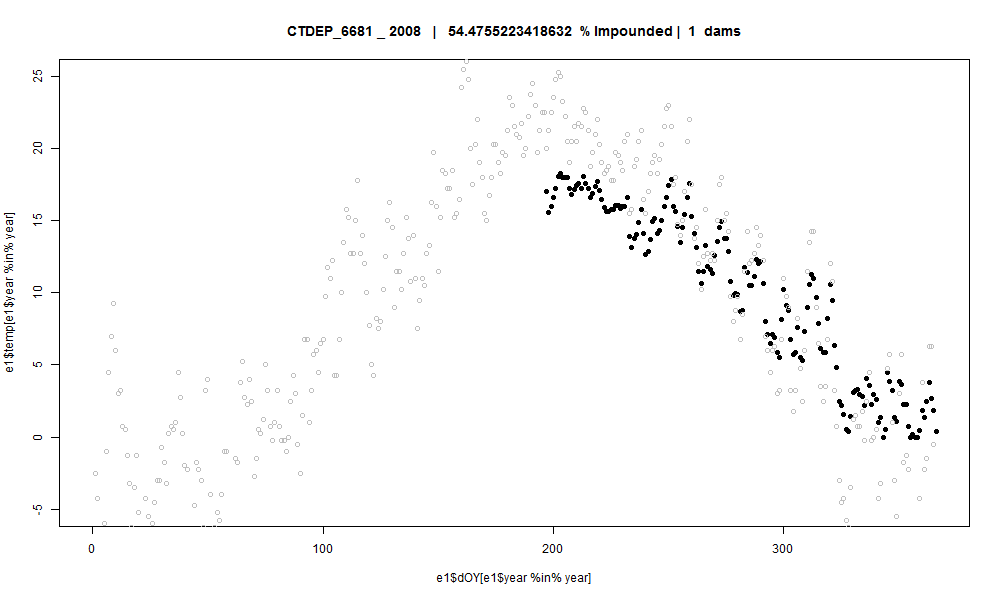 CTDEP_6681 _ 2008 | 54.4755223418632 % Impounded | 1 dams
e1$temp[e1$year %in% year]
25
20
15
10
5
0
-5
0 100 200 300
e1$dOY[e1$year %in% year]